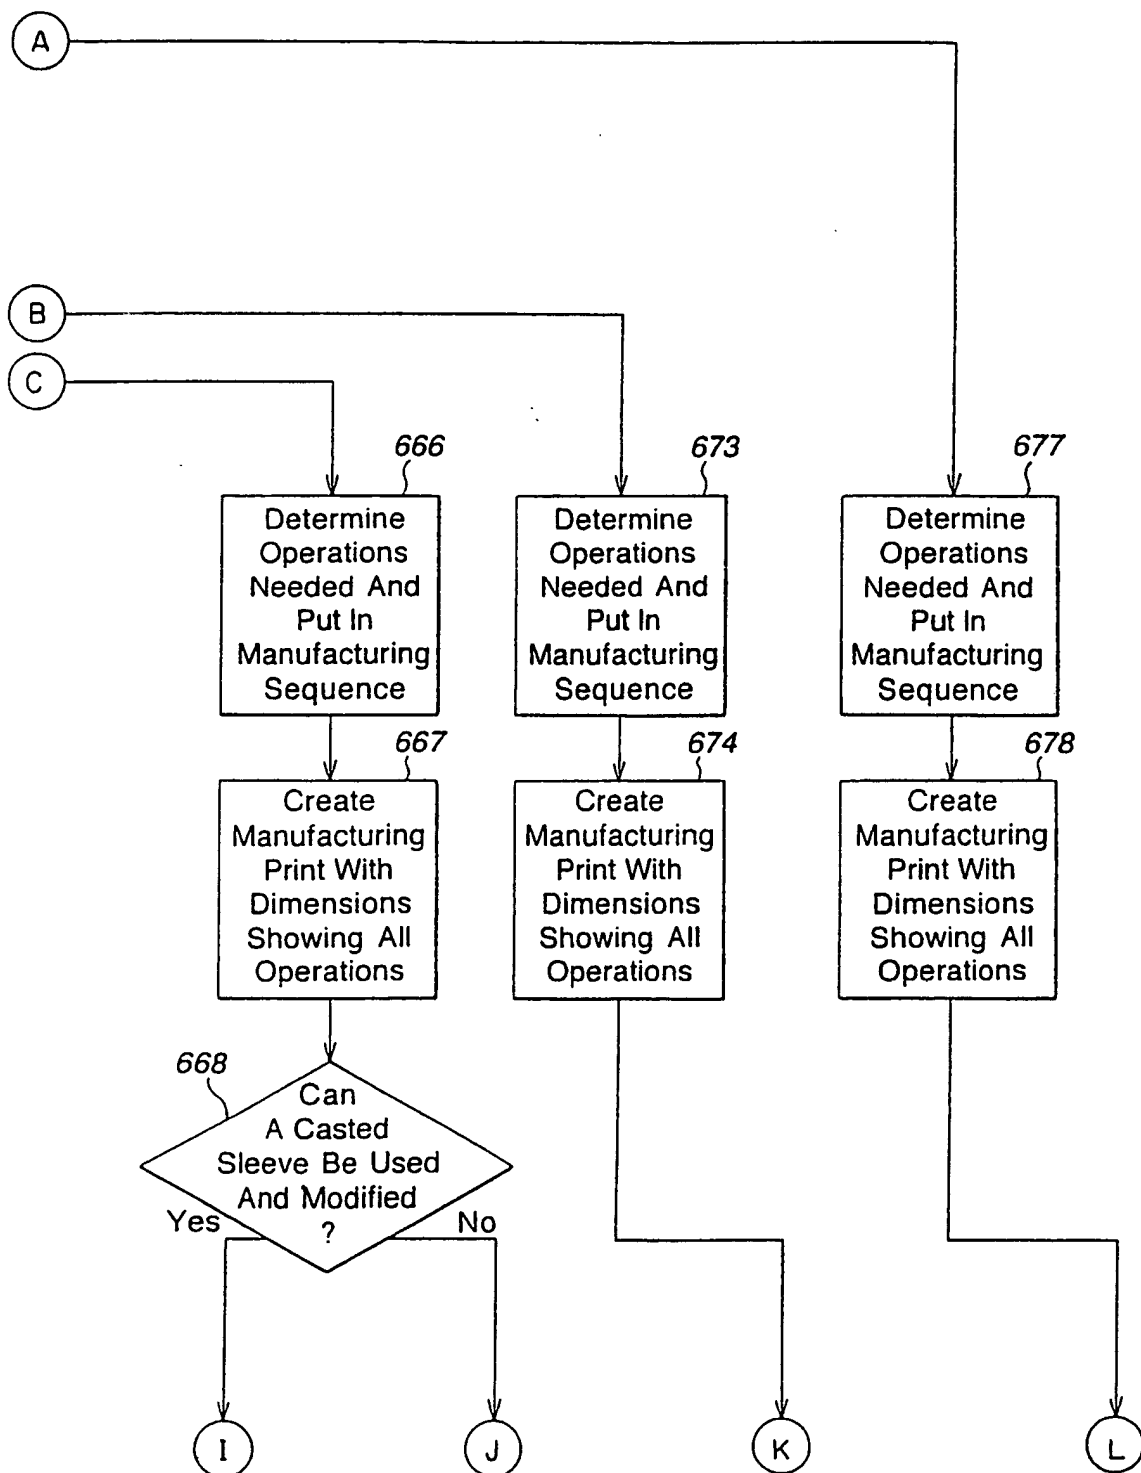 A
B
C
666
Determine
Operations
Needed And
Put In
Manufacturing
Sequence
673
Determine
Operations
Needed And
Put In
Manufacturing
Sequence
677
Determine
Operations
Needed And
Put In
Manufacturing
Sequence
667
Create
Manufacturing
Print With
Dimensions
Showing All
Operations
674
Create
Manufacturing
Print With
Dimensions
Showing All
Operations
678
Create
Manufacturing
Print With
Dimensions
Showing All
Operations
668
Can
A Casted
Sleeve Be Used
And Modified
?
Yes
No
I
J
K
L